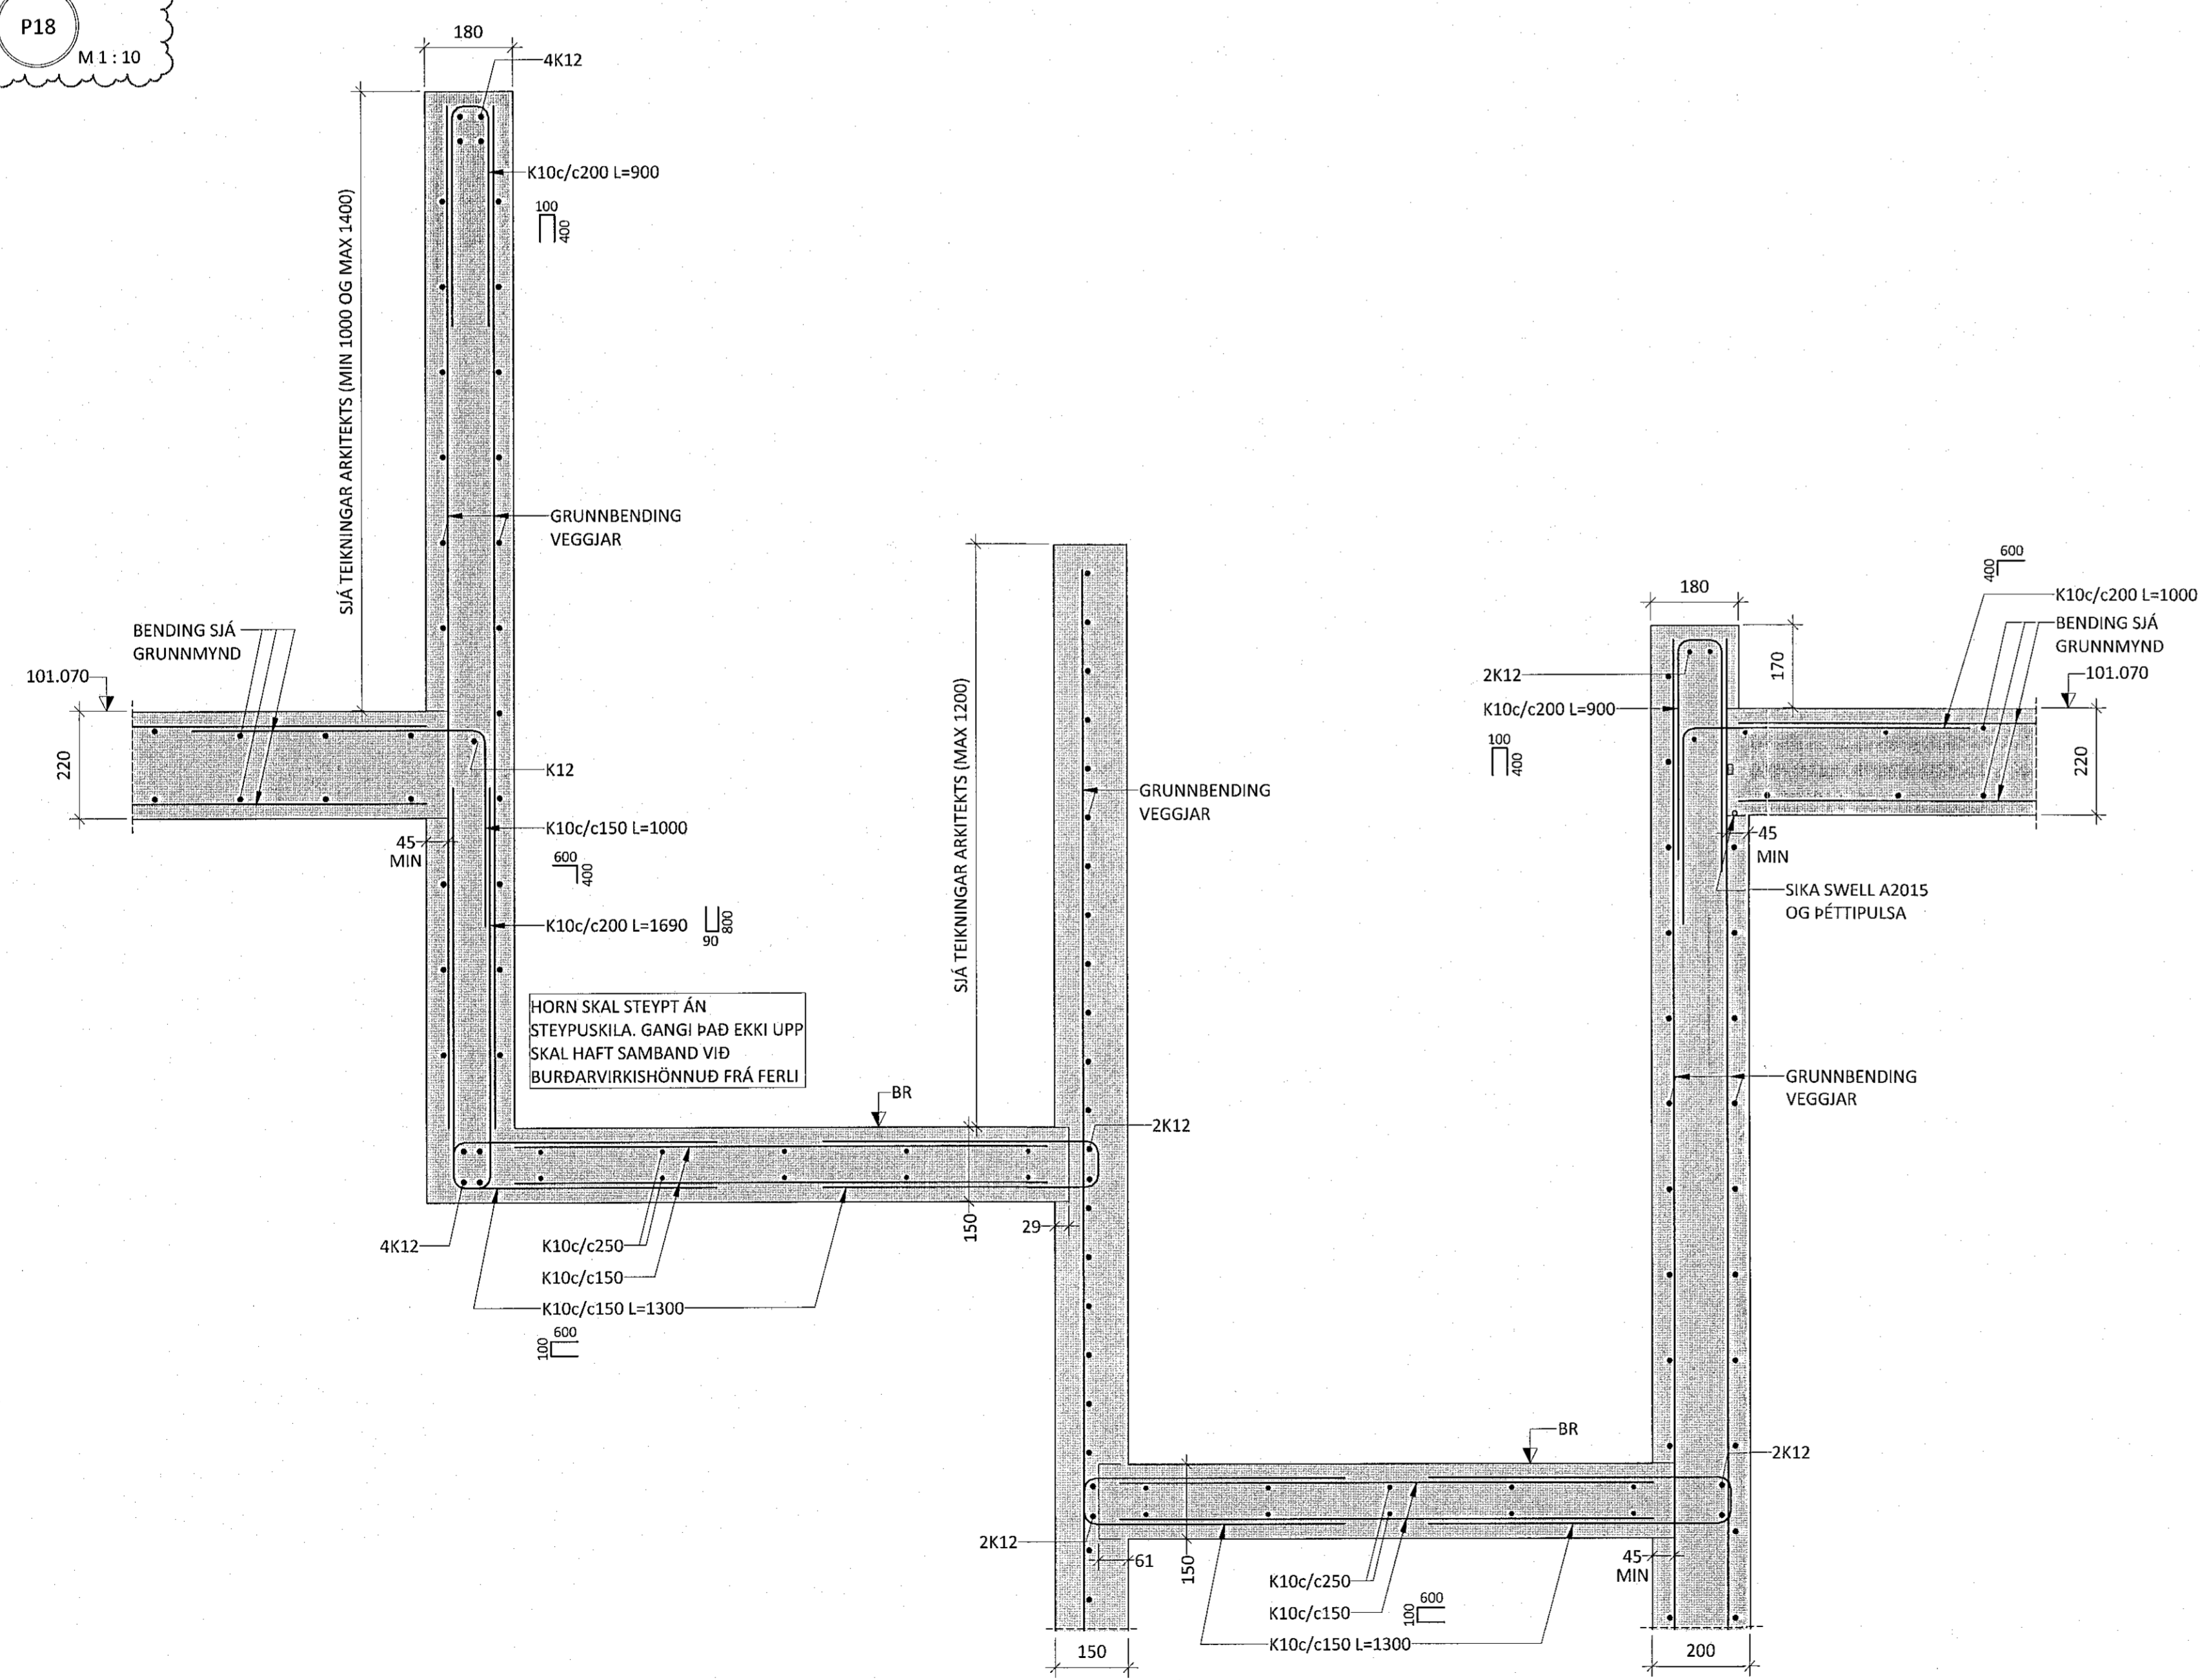 P18
M 1 : 10
180
4K12
K10c/c200 L=900
100
400
SJÁ TEIKNINGAR ARKITEKTS (MIN 1000 OG MAX 1400)
GRUNNBENDING
VEGGJAR
BENDING SJÁ
GRUNNMYND
101.070
220
K12
45
MIN
K10c/c150 L=1000
600
400
K10c/c200 L=1690
800
90
HORN SKAL STEYPT ÁN
STEYPUSKILA. GANGI ÞAÐ EKKI UPP
SKAL HAFT SAMBAND VIÐ
BURÐARVIRKISHÖNNUÐ FRÁ FERLI
BR
4K12
K10c/c250
K10c/c150
K10c/c150 L=1300
600
100
150
29
SJÁ TEIKNINGAR ARKITEKTS (MAX 1200)
GRUNNBENDING
VEGGJAR
2K12
180
600
400
K10c/c200 L=1000
BENDING SJÁ
GRUNNMYND
101.070
170
2K12
K10c/c200 L=900
100
400
220
45
MIN
SIKA SWELL A2015
OG ÞÉTTIPULSA
GRUNNBENDING
VEGGJAR
BR
2K12
2K12
61
150
45
MIN
K10c/c250
K10c/c150
600
100
K10c/c150 L=1300
150
200